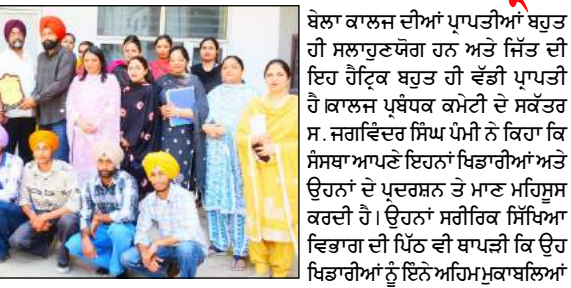 ਬੇਲਾ ਕਾਲਜ ਦੀਆਂ ਪ੍ਰਾਪਤੀਆਂ ਬਹੁਤ
ਹੀ ਸਲਾਹੁਣਯੋਗ ਹਨ ਅਤੇ ਜਿੱਤ ਦੀ
ਇਹ ਹੈਟ੍ਰਿਕ ਬਹੁਤ ਹੀ ਵੱਡੀ ਪ੍ਰਾਪਤੀ
ਹੈ।ਕਾਲਜ ਪ੍ਰਬੰਧਕ ਕਮੇਟੀ ਦੇ ਸਕੱਤਰ
ਸ. ਜਗਵਿੰਦਰ ਸਿੰਘ ਪੰਮੀ ਨੇ ਕਿਹਾ ਕਿ
ਸੰਸਥਾ ਆਪਣੇ ਇਹਨਾਂ ਖਿਡਾਰੀਆਂ ਅਤੇ
ਉਹਨਾਂ ਦੇ ਪ੍ਰਦਰਸ਼ਨ ਤੇ ਮਾਣ ਮਹਿਸੂਸ
ਕਰਦੀ ਹੈ। ਉਹਨਾਂ ਸਰੀਰਿਕ ਸਿੱਖਿਆ
ਵਿਭਾਗ ਦੀ ਪਿੱਠ ਵੀ ਥਾਪੜੀ ਕਿ ਉਹ
ਖਿਡਾਰੀਆਂ ਨੂੰ ਇੰਨੇ ਅਹਿਮ ਮੁਕਾਬਲਿਆਂ